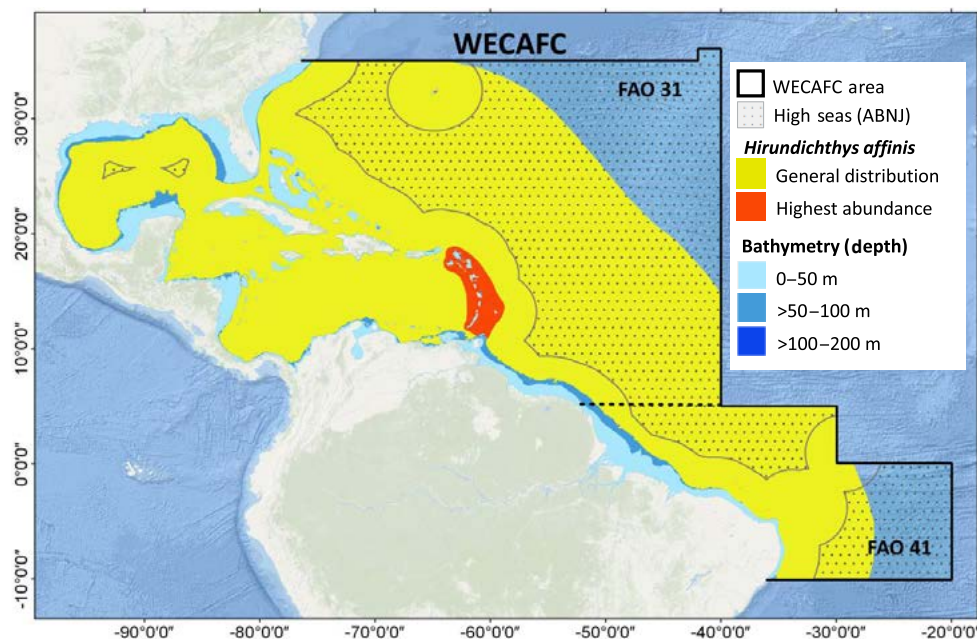 WECAFC
FAO 31
WECAFC area
High seas (ABNJ)
Hirundichthys affinis
General distribution
Highest abundance
Bathymetry (depth)
0–50 m
>50–100 m
>100–200 m
FAO 41
30°0'0"
20°0'0"
10°0'0"
0°0'0"
-10°0'0"
-90°0'0"
-80°0'0"
-70°0'0"
-60°0'0"
-50°0'0"
-40°0'0"
-30°0'0"
-20°0'0"